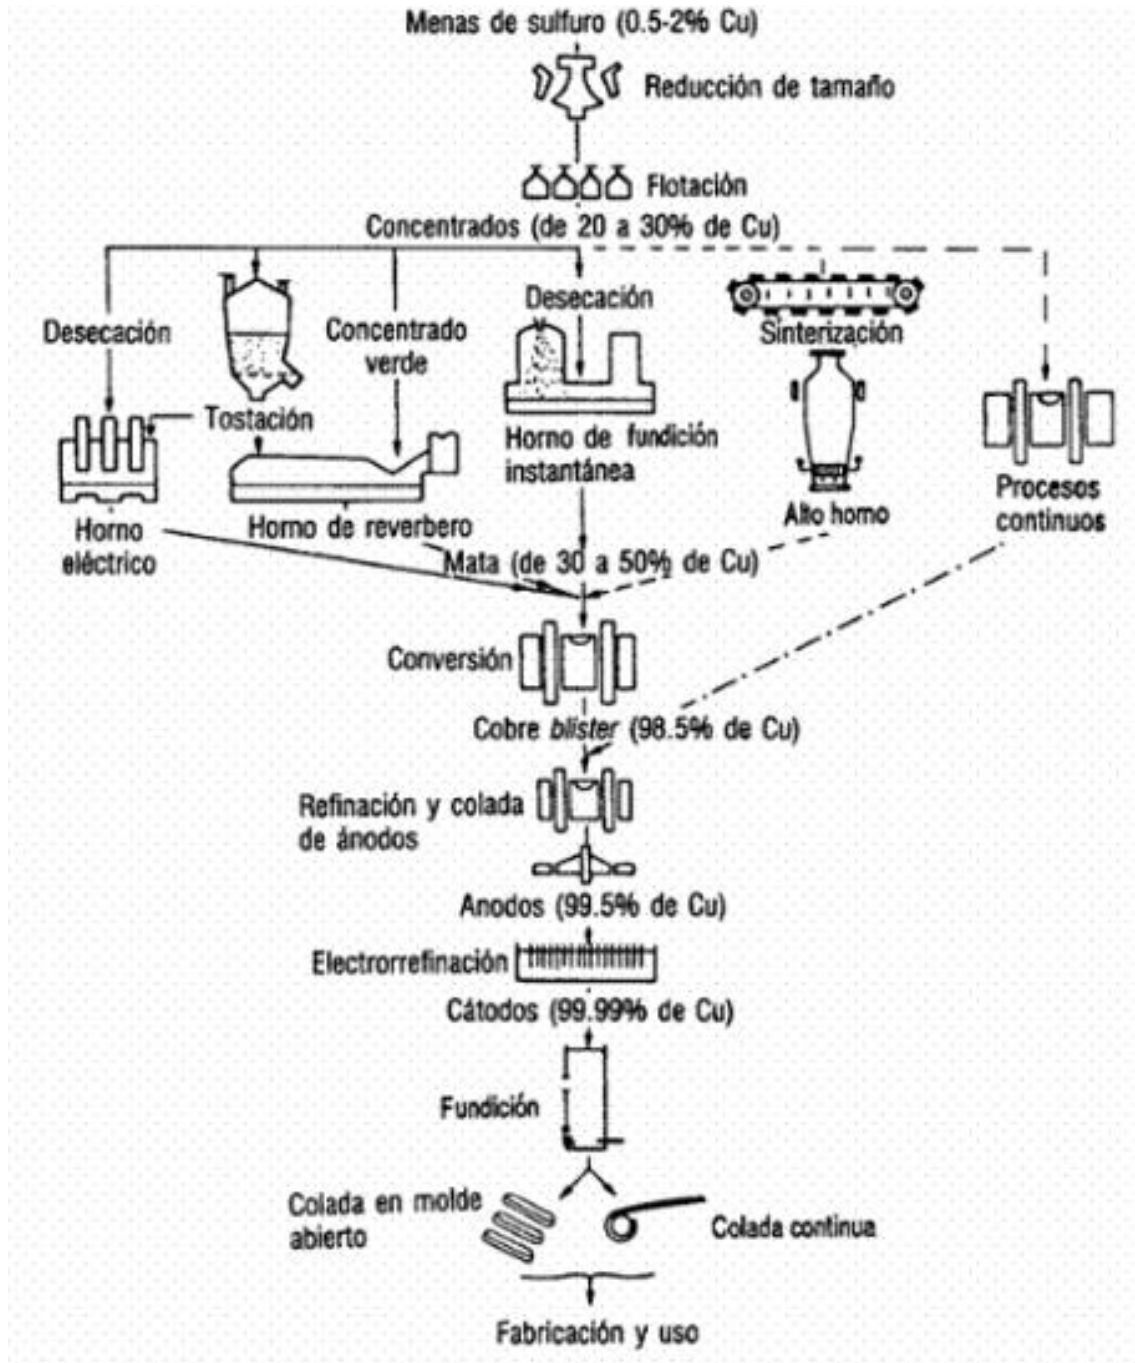 Menas de sulfuro (0.5-2% Cu)
Reducción de tamaño
Flotación
Concentrados (de 20 a 30% de Cu)
Desecación
Concentrado
verde
Desecación
Sinterización
Tostación
Horno de fundición
instantánea
Horno
eléctrico
Horno de reverbero
Alto horno
Procesos
continuos
Mata (de 30 a 50% de Cu)
Conversión
Cobre blister (98.5% de Cu)
Refinación y colada
de ánodos
Anodos (99.5% de Cu)
Electrorrefinación
Cátodos (99.99% de Cu)
Fundición
Colada en molde
abierto
Colada continua
Fabricación y uso